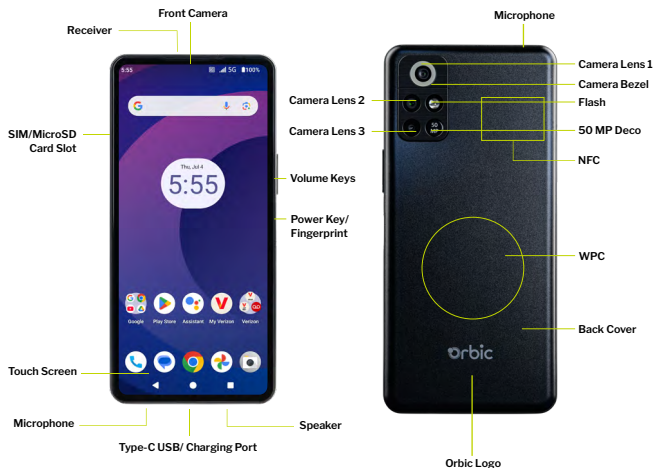 Front Camera
Receiver
SIM/MicroSD
Card Slot
Volume Keys
Power Key/
Fingerprint
Touch Screen
Microphone
Type-C USB/ Charging Port
Speaker
5:55
5G
100%
Thu, Jul 4
5:55
Google
Play Store
Assistant
My Verizon
Verizon
Microphone
Camera Lens 1
Camera Bezel
Camera Lens 2
Flash
Camera Lens 3
50 MP Deco
50
MP
NFC
WPC
Back Cover
orbic
Orbic Logo